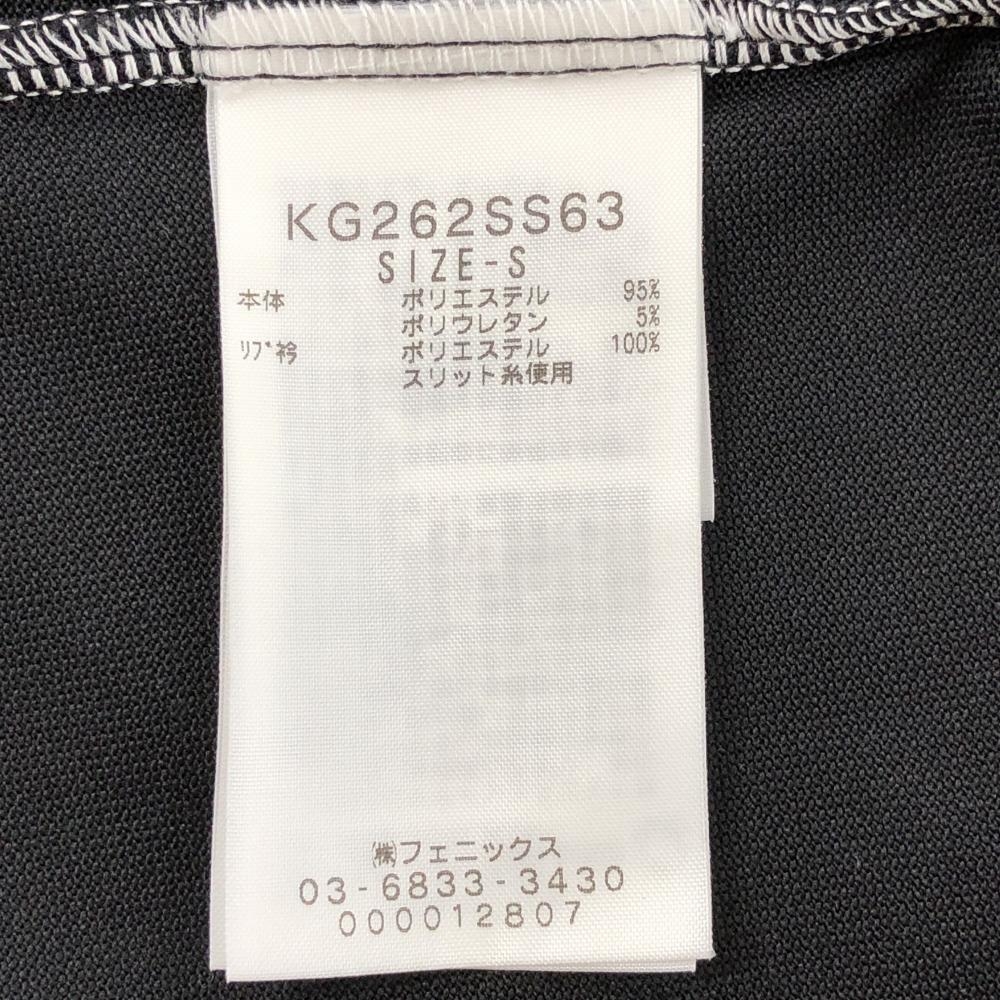 KG262SS63
SIZE-S
本体 ポリエステル 95%
ポリウレタン 5%
ﾘﾌﾞ衿 ポリエステル 100%
スリット糸使用
㈱フェニックス
03-6833-3430
000012807